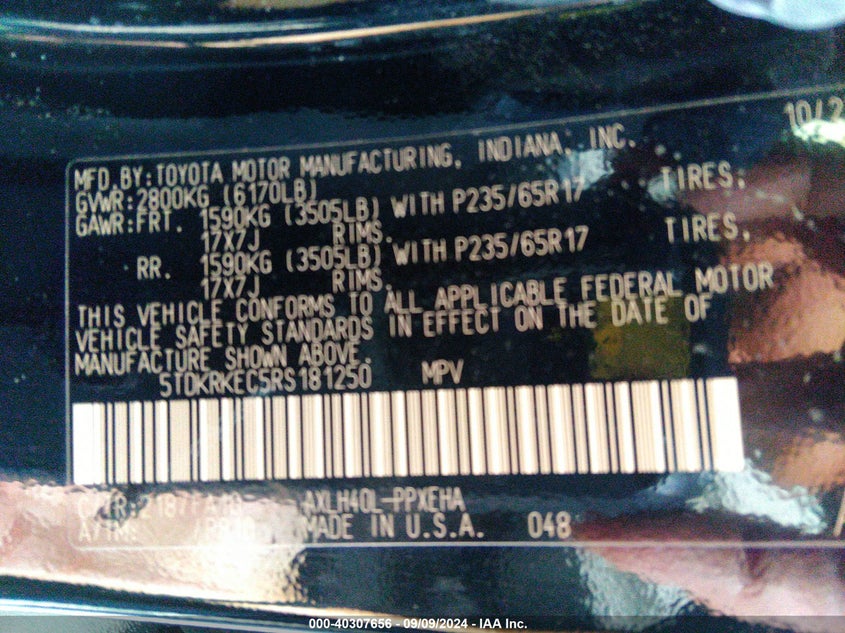 10/2
MFD.BY:TOYOTA MOTOR MANUFACTURING, INDIANA, INC.
GVWR:2800KG (6170LB)
GAWR:FRT. 1590KG (3505LB) WITH P235/65R17 TIRES:
17X7J RIMS.
RR. 1590KG (3505LB) WITH P235/65R17 TIRES,
17X7J RIMS.
THIS VEHICLE CONFORMS TO ALL APPLICABLE FEDERAL MOTOR
VEHICLE SAFETY STANDARDS IN EFFECT ON THE DATE OF
MANUFACTURE SHOWN ABOVE.
5TDKRKEC5RS181250 MPV
C/TR:2187 AXLH40L-PPXEHA
A/TM: MADE IN U.S.A. 048
000-40307656 - 09/09/2024 - IAA Inc.